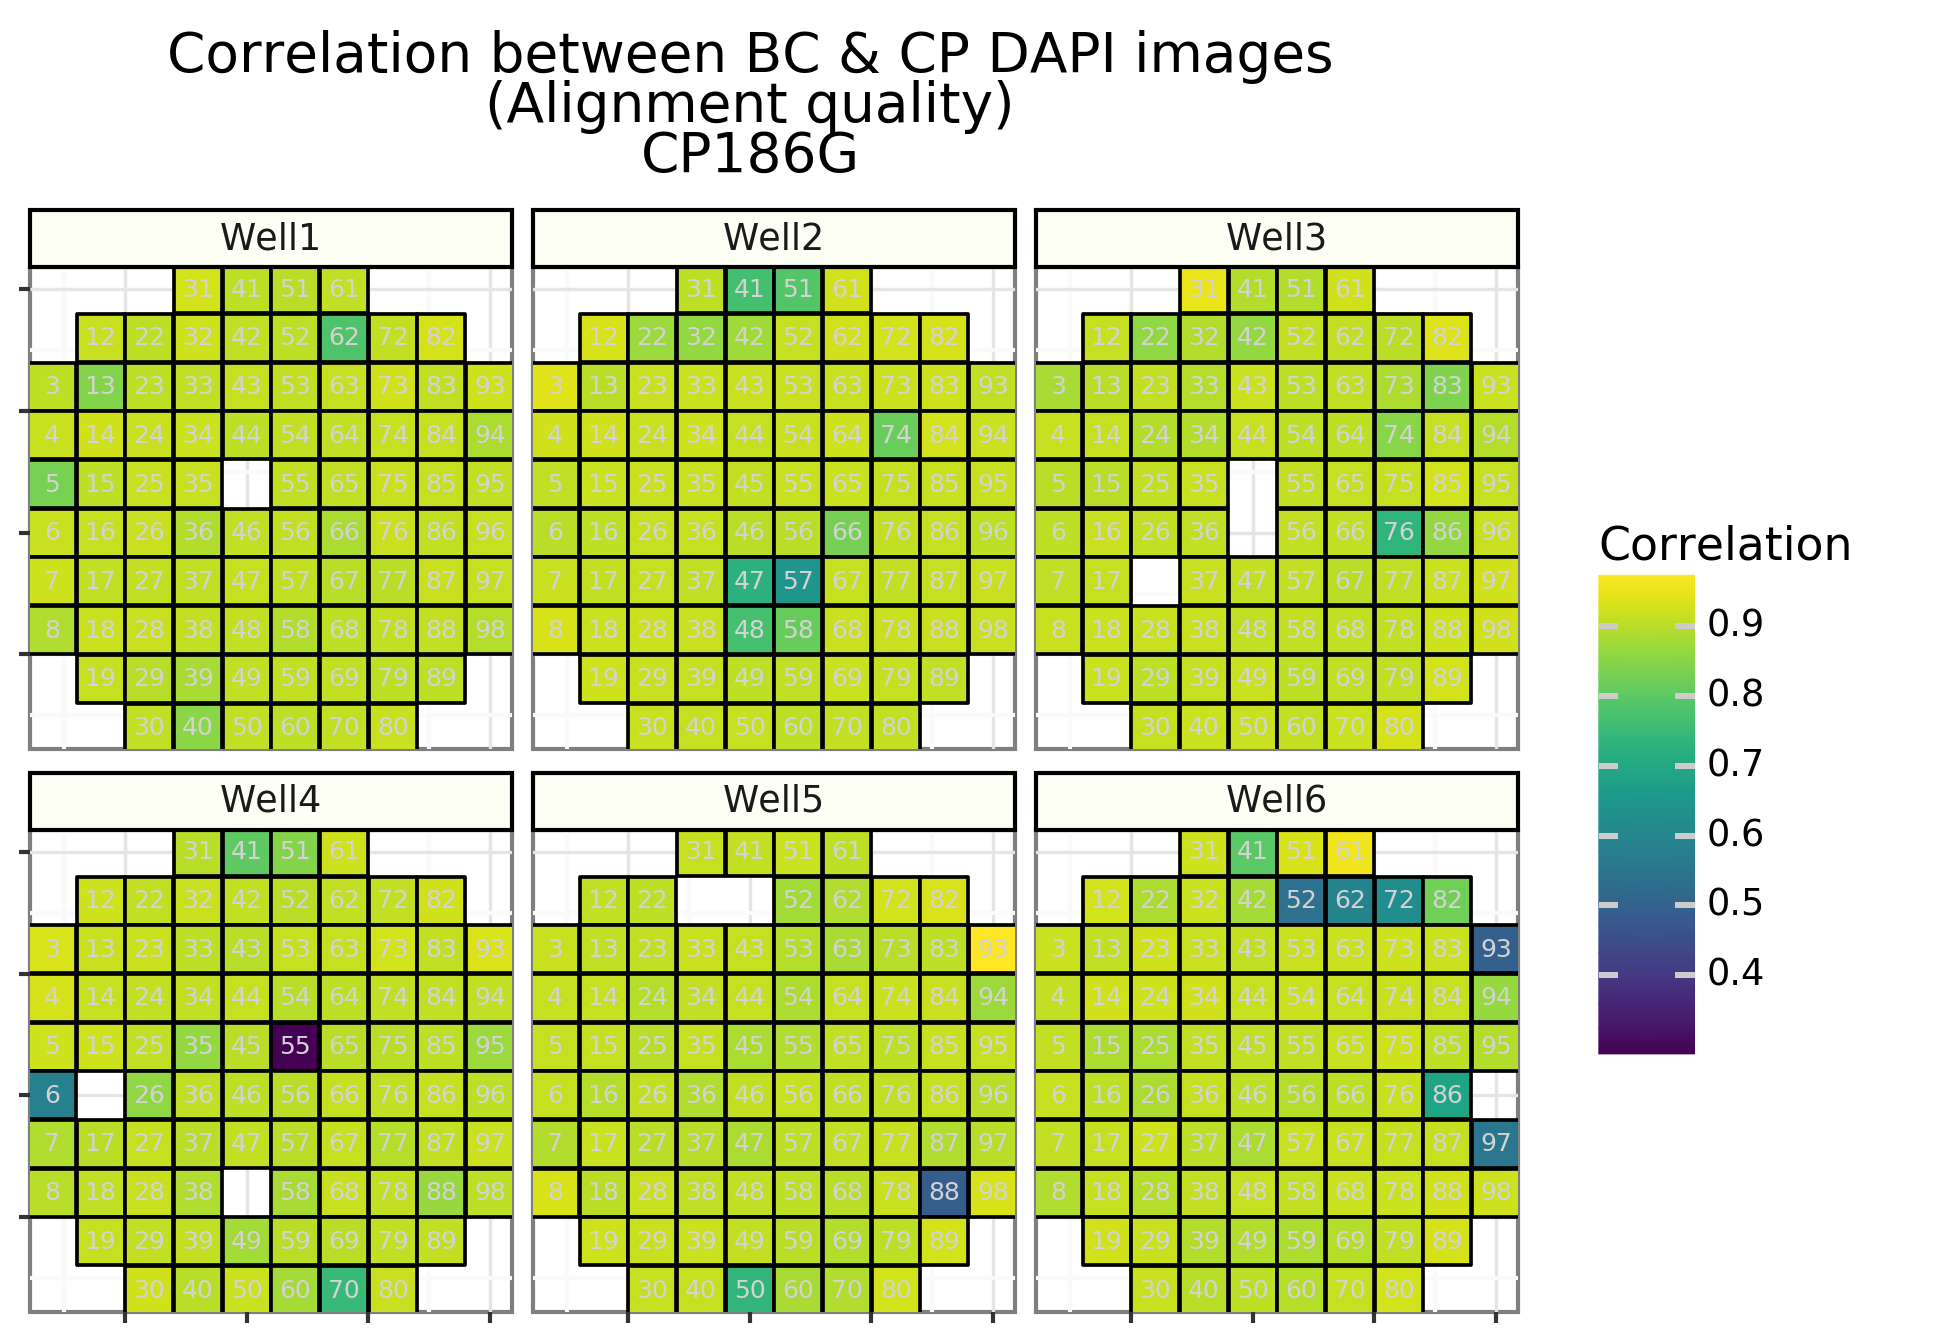 Correlation between BC & CP DAPI images
(Alignment quality)
CP186G
Well1
31 41 51 61
12 22 32 42 52 62 72 82
3 13 23 33 43 53 63 73 83 93
4 14 24 34 44 54 64 74 84 94
5 15 25 35 55 65 75 85 95
6 16 26 36 46 56 66 76 86 96
7 17 27 37 47 57 67 77 87 97
8 18 28 38 48 58 68 78 88 98
19 29 39 49 59 69 79 89
30 40 50 60 70 80
Well2
31 41 51 61
12 22 32 42 52 62 72 82
3 13 23 33 43 53 63 73 83 93
4 14 24 34 44 54 64 74 84 94
5 15 25 35 45 55 65 75 85 95
6 16 26 36 46 56 66 76 86 96
7 17 27 37 47 57 67 77 87 97
8 18 28 38 48 58 68 78 88 98
19 29 39 49 59 69 79 89
30 40 50 60 70 80
Well3
31 41 51 61
12 22 32 42 52 62 72 82
3 13 23 33 43 53 63 73 83 93
4 14 24 34 44 54 64 74 84 94
5 15 25 35 55 65 75 85 95
6 16 26 36 56 66 76 86 96
7 17 37 47 57 67 77 87 97
8 18 28 38 48 58 68 78 88 98
19 29 39 49 59 69 79 89
30 40 50 60 70 80
Well4
31 41 51 61
12 22 32 42 52 62 72 82
3 13 23 33 43 53 63 73 83 93
4 14 24 34 44 54 64 74 84 94
5 15 25 35 45 55 65 75 85 95
6 26 36 46 56 66 76 86 96
7 17 27 37 47 57 67 77 87 97
8 18 28 38 58 68 78 88 98
19 29 39 49 59 69 79 89
30 40 50 60 70 80
Well5
31 41 51 61
12 22 52 62 72 82
3 13 23 33 43 53 63 73 83 93
4 14 24 34 44 54 64 74 84 94
5 15 25 35 45 55 65 75 85 95
6 16 26 36 46 56 66 76 86 96
7 17 27 37 47 57 67 77 87 97
8 18 28 38 48 58 68 78 88 98
19 29 39 49 59 69 79 89
30 40 50 60 70 80
Well6
31 41 51 61
12 22 32 42 52 62 72 82
3 13 23 33 43 53 63 73 83 93
4 14 24 34 44 54 64 74 84 94
5 15 25 35 45 55 65 75 85 95
6 16 26 36 46 56 66 76 86
7 17 27 37 47 57 67 77 87 97
8 18 28 38 48 58 68 78 88 98
19 29 39 49 59 69 79 89
30 40 50 60 70 80
Correlation
0.9
0.8
0.7
0.6
0.5
0.4